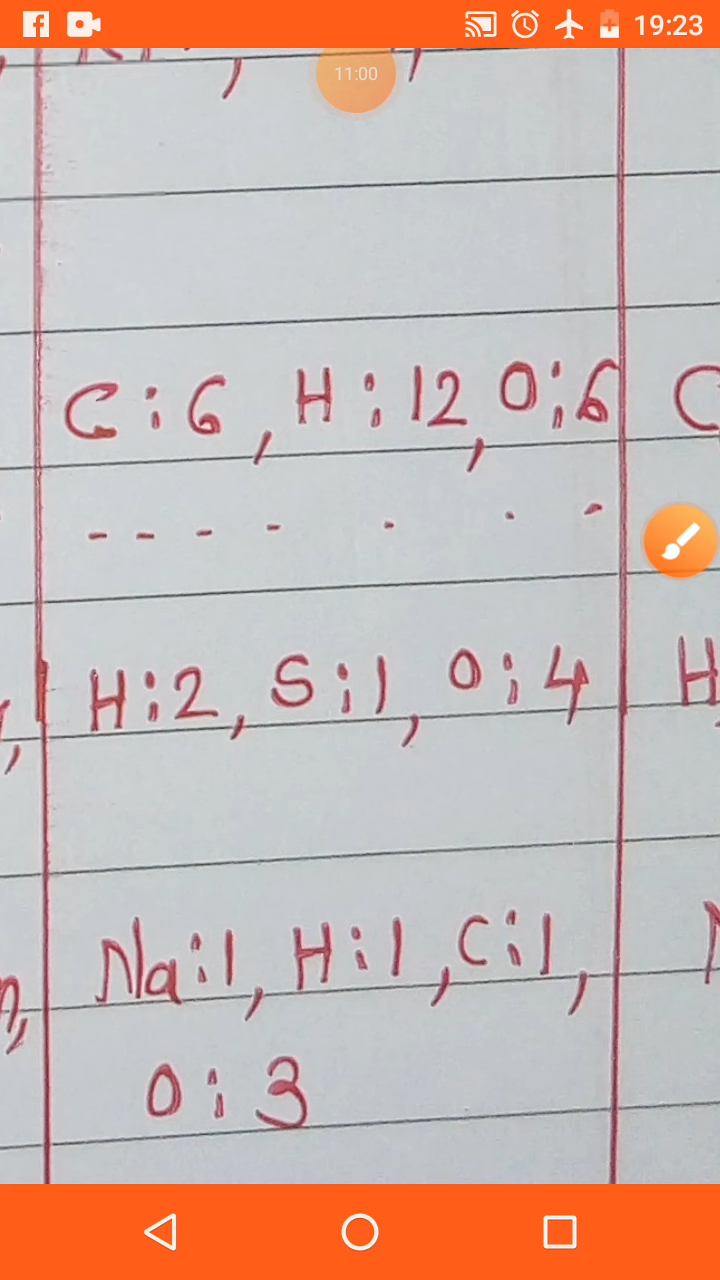 19:23
11:00
C:6, H:12, O:6 C
H:2, S:1, O:4 H
Na:1, H:1, C:1,
O:3